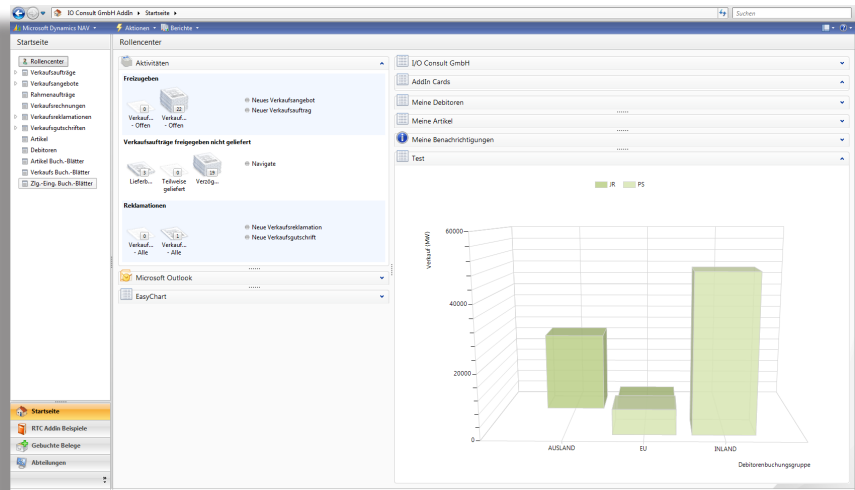 IO Consult GmbH AddIn ▸ Startseite ▸
Suchen
Microsoft Dynamics NAV
Aktionen
Berichte
Startseite
Rollencenter
Verkaufsaufträge
Verkaufsangebote
Rahmenaufträge
Verkaufsrechnungen
Verkaufsreklamationen
Verkaufsgutschriften
Artikel
Debitoren
Artikel Buch.-Blätter
Verkaufs Buch.-Blätter
Zlg.-Eing. Buch.-Blätter
Startseite
RTC Addin Beispiele
Gebuchte Belege
Abteilungen
Rollencenter
Aktivitäten
Freizugeben
0
22
Verkauf... - Offen
Verkauf... - Offen
Neues Verkaufsangebot
Neuer Verkaufsauftrag
Verkaufsaufträge freigegeben nicht geliefert
3
0
19
Lieferb...
Teilweise geliefert
Verzög...
Navigate
Reklamationen
0
1
Verkauf... - Alle
Verkauf... - Alle
Neue Verkaufsreklamation
Neue Verkaufsgutschrift
Microsoft Outlook
EasyChart
I/O Consult GmbH
AddIn Cards
Meine Debitoren
Meine Artikel
Meine Benachrichtigungen
Test
JR
PS
Verkauf (MW)
60000
40000
20000
0
AUSLAND
EU
INLAND
Debitorenbuchungsgruppe